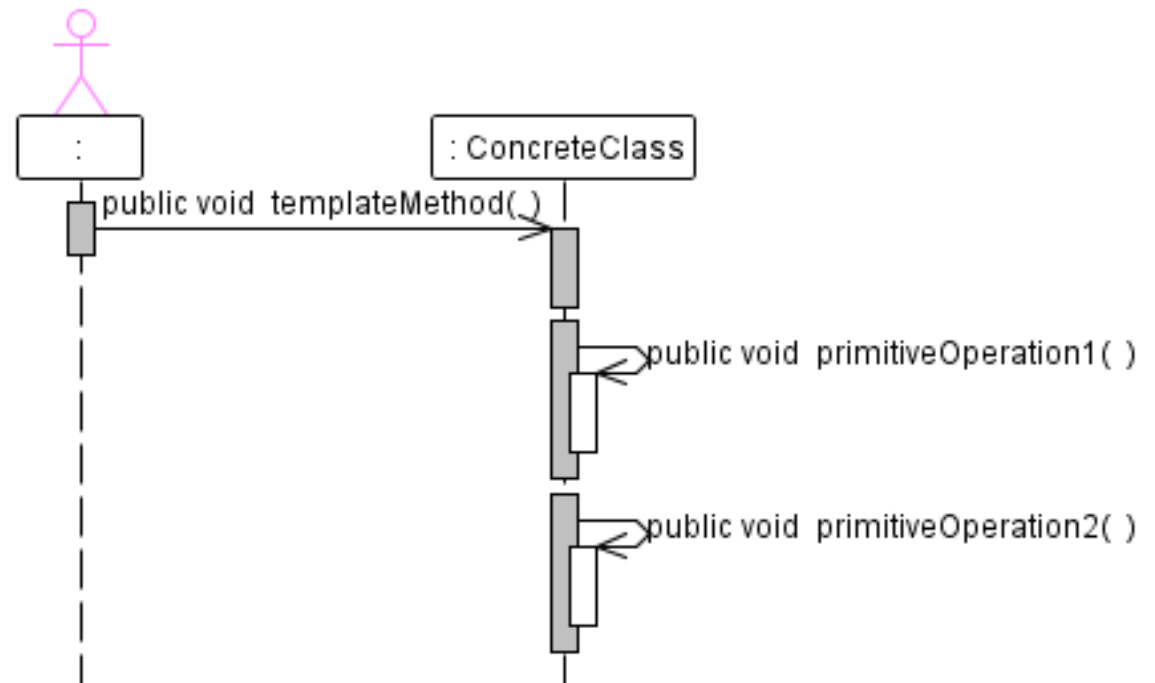 :
: ConcreteClass
public void templateMethod( )
public void primitiveOperation1( )
public void primitiveOperation2( )